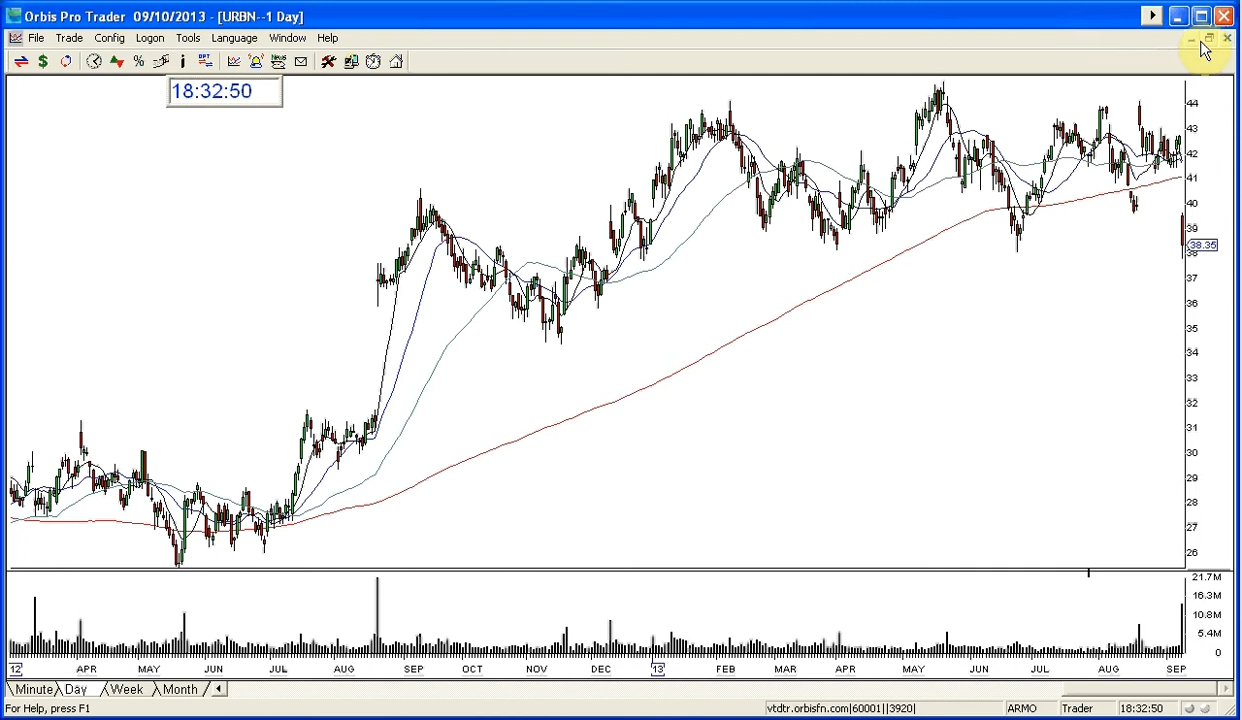 Orbis Pro Trader 09/10/2013 - [URBN--1 Day]
File Trade Config Logon Tools Language Window Help
$ % i OPT NEWS
18:32:50
44
43
42
41
40
39
38.35
38
37
36
35
34
33
32
31
30
29
28
27
26
21.7M
16.3M
10.8M
5.4M
0
12 APR MAY JUN JUL AUG SEP OCT NOV DEC 13 FEB MAR APR MAY JUN JUL AUG SEP
Minute Day Week Month
For Help, press F1 vtdtr.orbisfn.com|60001||3920| ARMO Trader 18:32:50